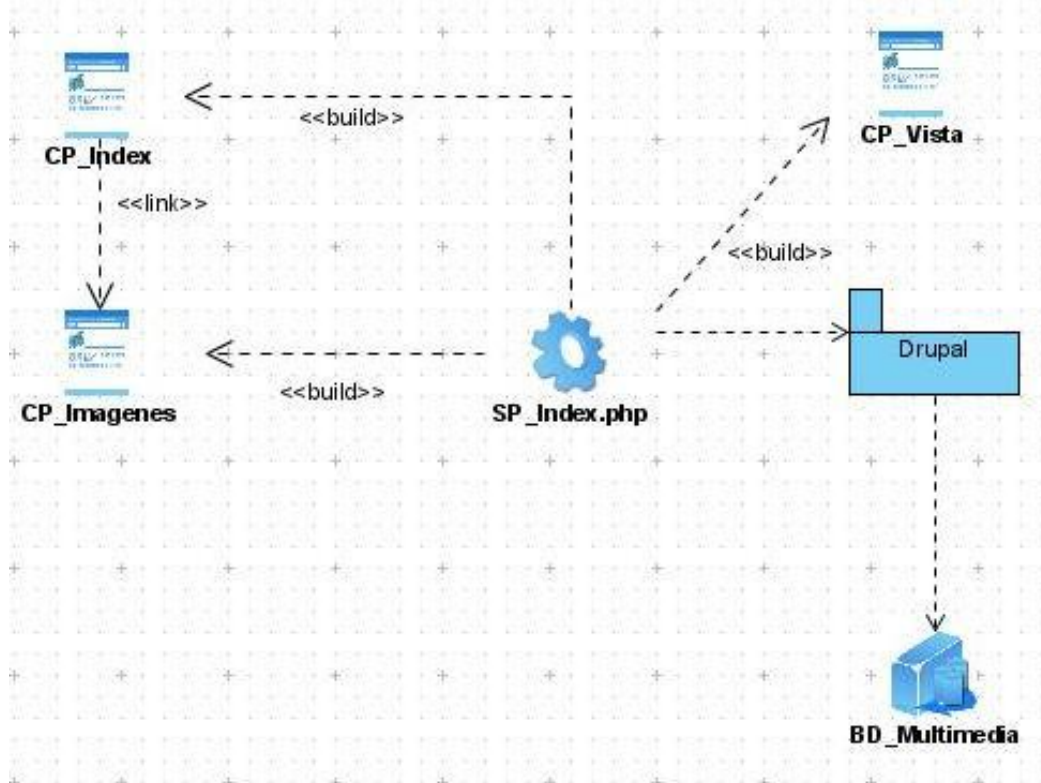 <<build>>
CP_Vista
CP_Index
<<link>>
<<build>>
Drupal
<<build>>
CP_Imagenes
SP_Index.php
BD_Multimedia